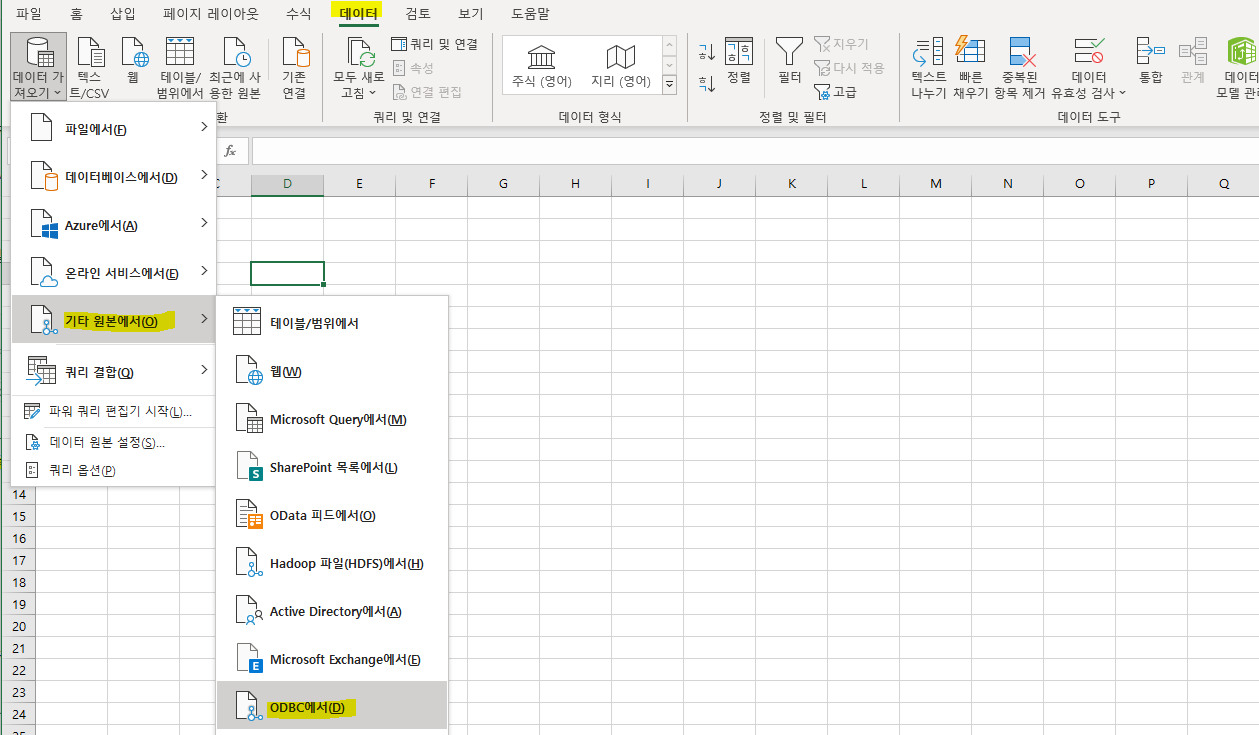 파일 홈 삽입 페이지 레이아웃 수식 데이터 검토 보기 도움말
데이터 가
져오기
텍스
트/CSV
웹
테이블/
범위에서
최근에 사
용한 원본
기존
연결
모두 새로
고침
쿼리 및 연결
속성
연결 편집
주식 (영어)
지리 (영어)
정렬
필터
지우기
다시 적용
고급
텍스트
나누기
빠른
채우기
중복된
항목 제거
데이터
유효성 검사
통합
관계
데이터
모델 관
환
쿼리 및 연결
데이터 형식
정렬 및 필터
데이터 도구
fx
D E F G H I J K L M N O P Q
파일에서(F)
데이터베이스에서(D)
Azure에서(A)
온라인 서비스에서(E)
기타 원본에서(O)
쿼리 결합(Q)
파워 쿼리 편집기 시작(L)...
데이터 원본 설정(S)...
쿼리 옵션(P)
테이블/범위에서
웹(W)
Microsoft Query에서(M)
SharePoint 목록에서(L)
OData 피드에서(O)
Hadoop 파일(HDFS)에서(H)
Active Directory에서(A)
Microsoft Exchange에서(E)
ODBC에서(D)
14
15
16
17
18
19
20
21
22
23
24